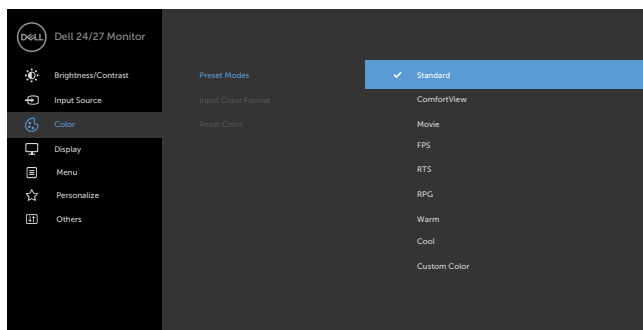 DELL
Dell 24/27 Monitor
Brightness/Contrast
Input Source
Color
Display
Menu
Personalize
Others
Preset Modes
Input Color Format
Reset Color
Standard
ComfortView
Movie
FPS
RTS
RPG
Warm
Cool
Custom Color